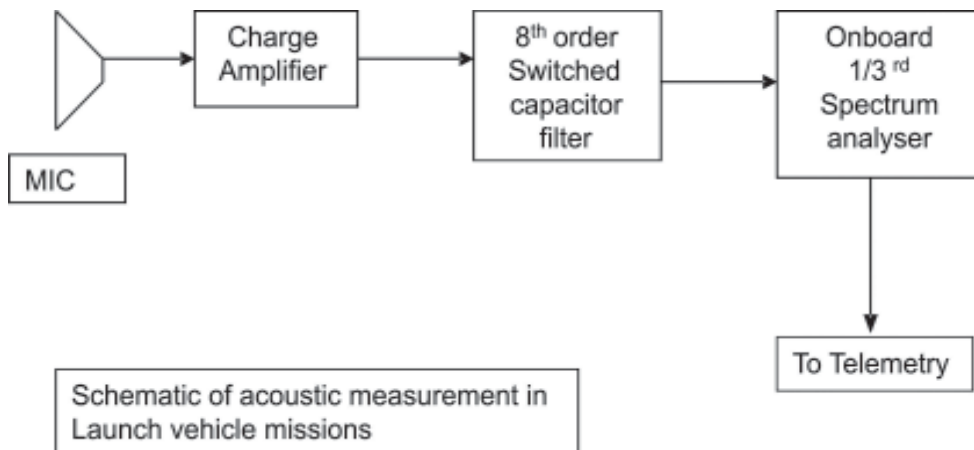 MIC
Charge
Amplifier
8th order
Switched
capacitor
filter
Onboard
1/3 rd
Spectrum
analyser
To Telemetry
Schematic of acoustic measurement in
Launch vehicle missions